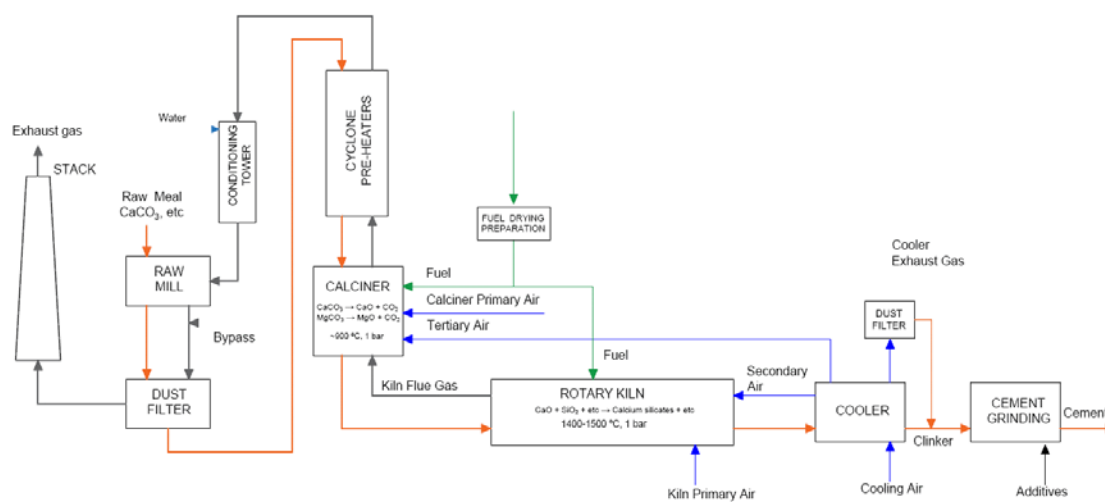 Exhaust gas
STACK
Water
CONDITIONING
TOWER
CYCLONE
PRE-HEATERS
Raw Meal
CaCO₃, etc
RAW
MILL
Bypass
DUST
FILTER
FUEL DRYING
PREPARATION
Fuel
CALCINER
CaCO₃ → CaO + CO₂
MgCO₃ → MgO + CO₂
~900 ºC, 1 bar
Calciner Primary Air
Tertiary Air
Fuel
Kiln Flue Gas
ROTARY KILN
CaO + SiO₂ + etc → Calcium silicates + etc
1400-1500 ºC, 1 bar
Kiln Primary Air
Secondary
Air
Cooler
Exhaust Gas
DUST
FILTER
COOLER
Cooling Air
Clinker
CEMENT
GRINDING
Cement
Additives